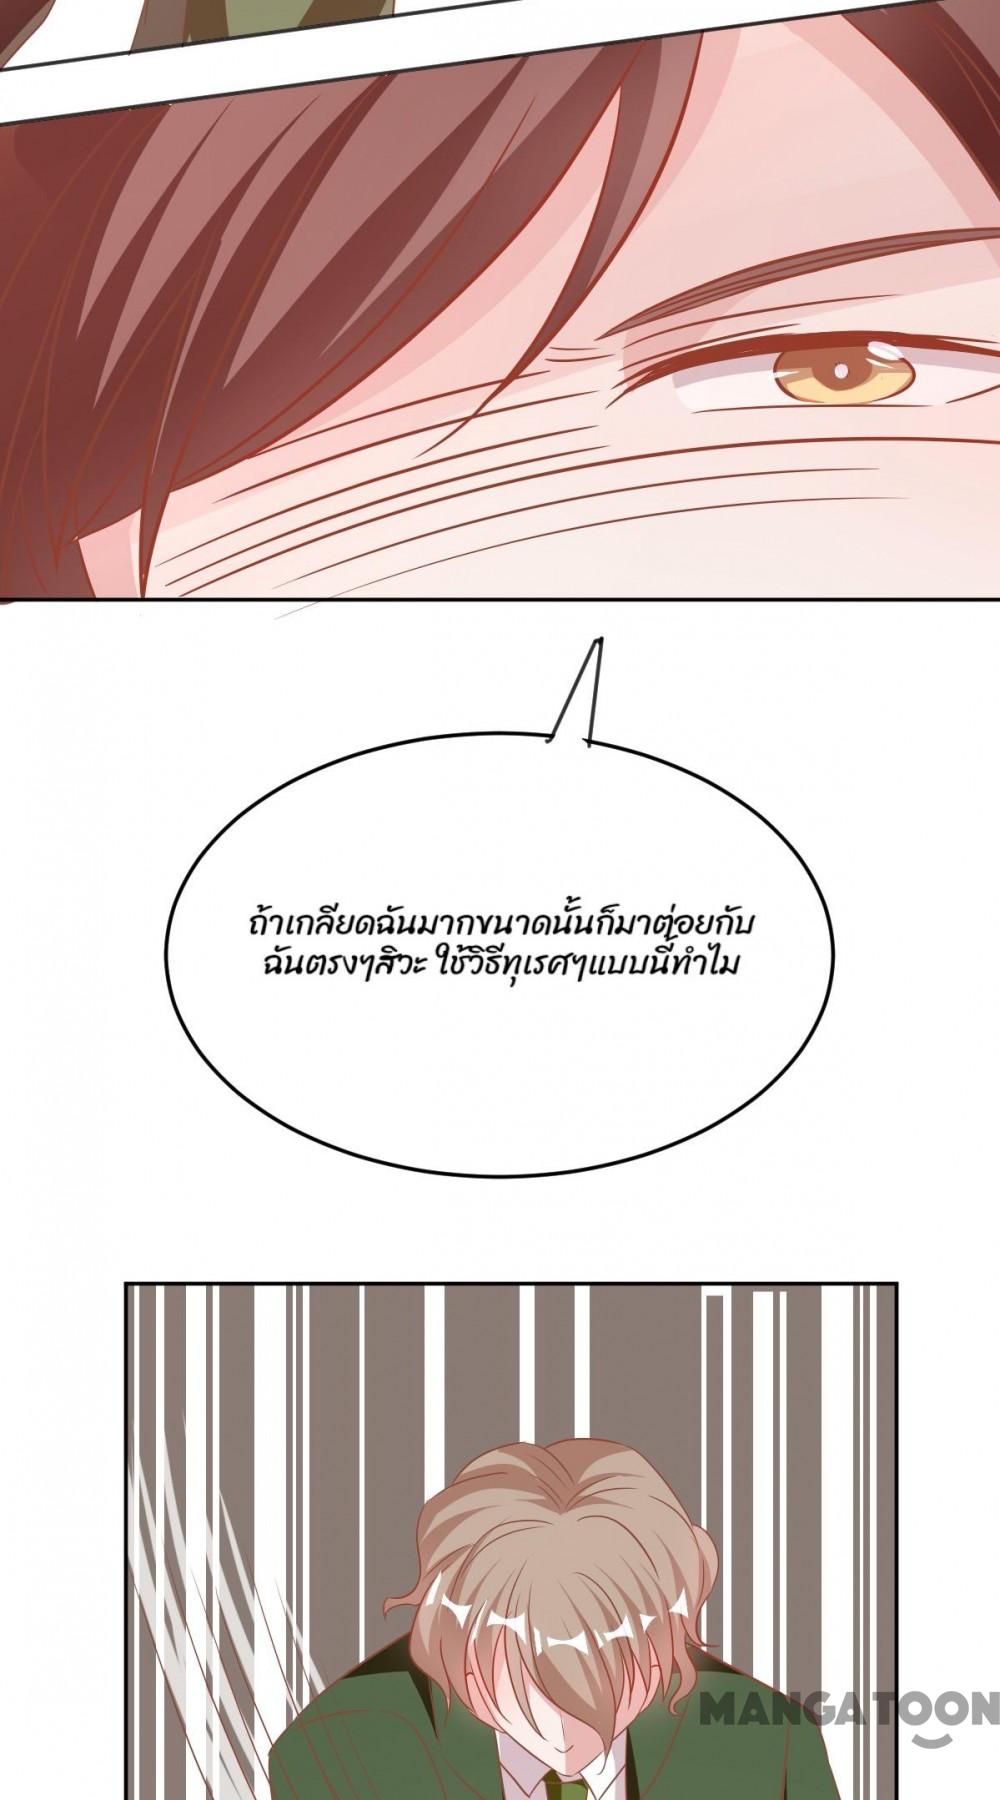 ถ้าเกลียดฉันมากขนาดนั้นก็มาต่อยกับ
ฉันตรงๆสิวะ ใช้วิธีทุเรศๆแบบนี้ทำไม
MANGATOON